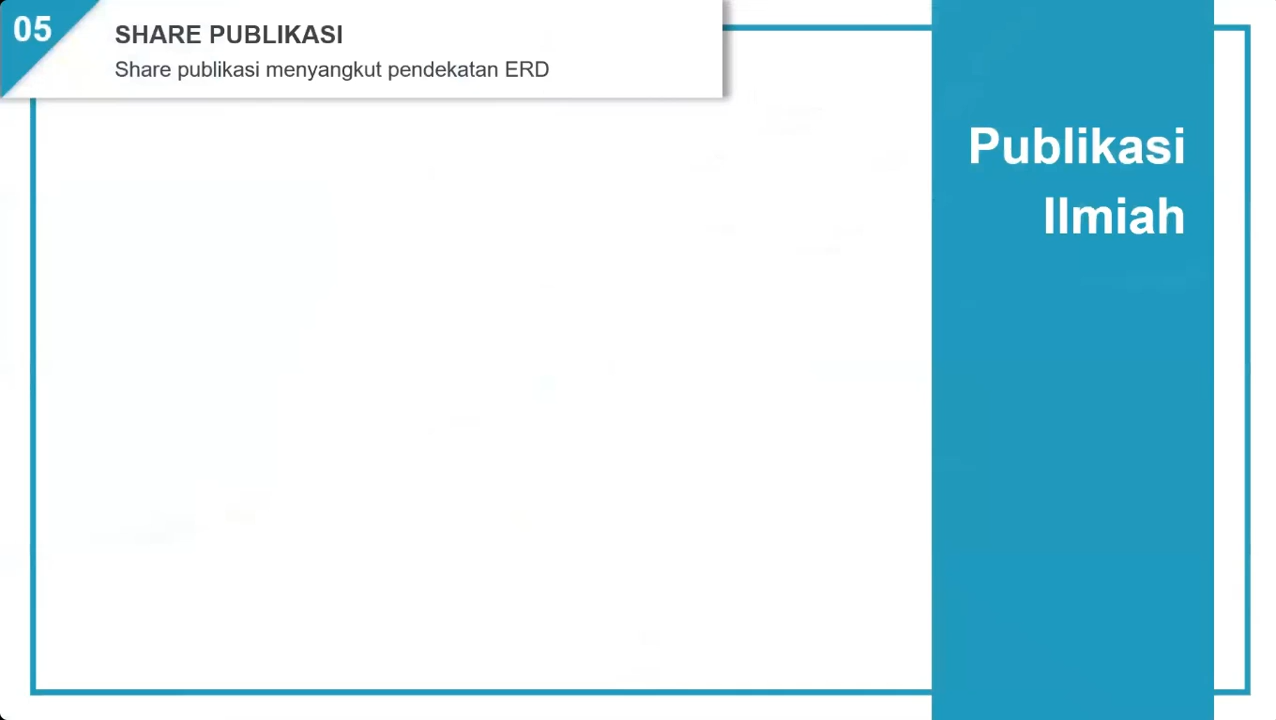 05
SHARE PUBLIKASI
Share publikasi menyangkut pendekatan ERD
Publikasi
Ilmiah